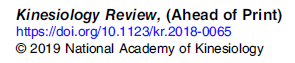 Kinesiology Review, (Ahead of Print)
https://doi.org/10.1123/kr.2018-0065
© 2019 National Academy of Kinesiology